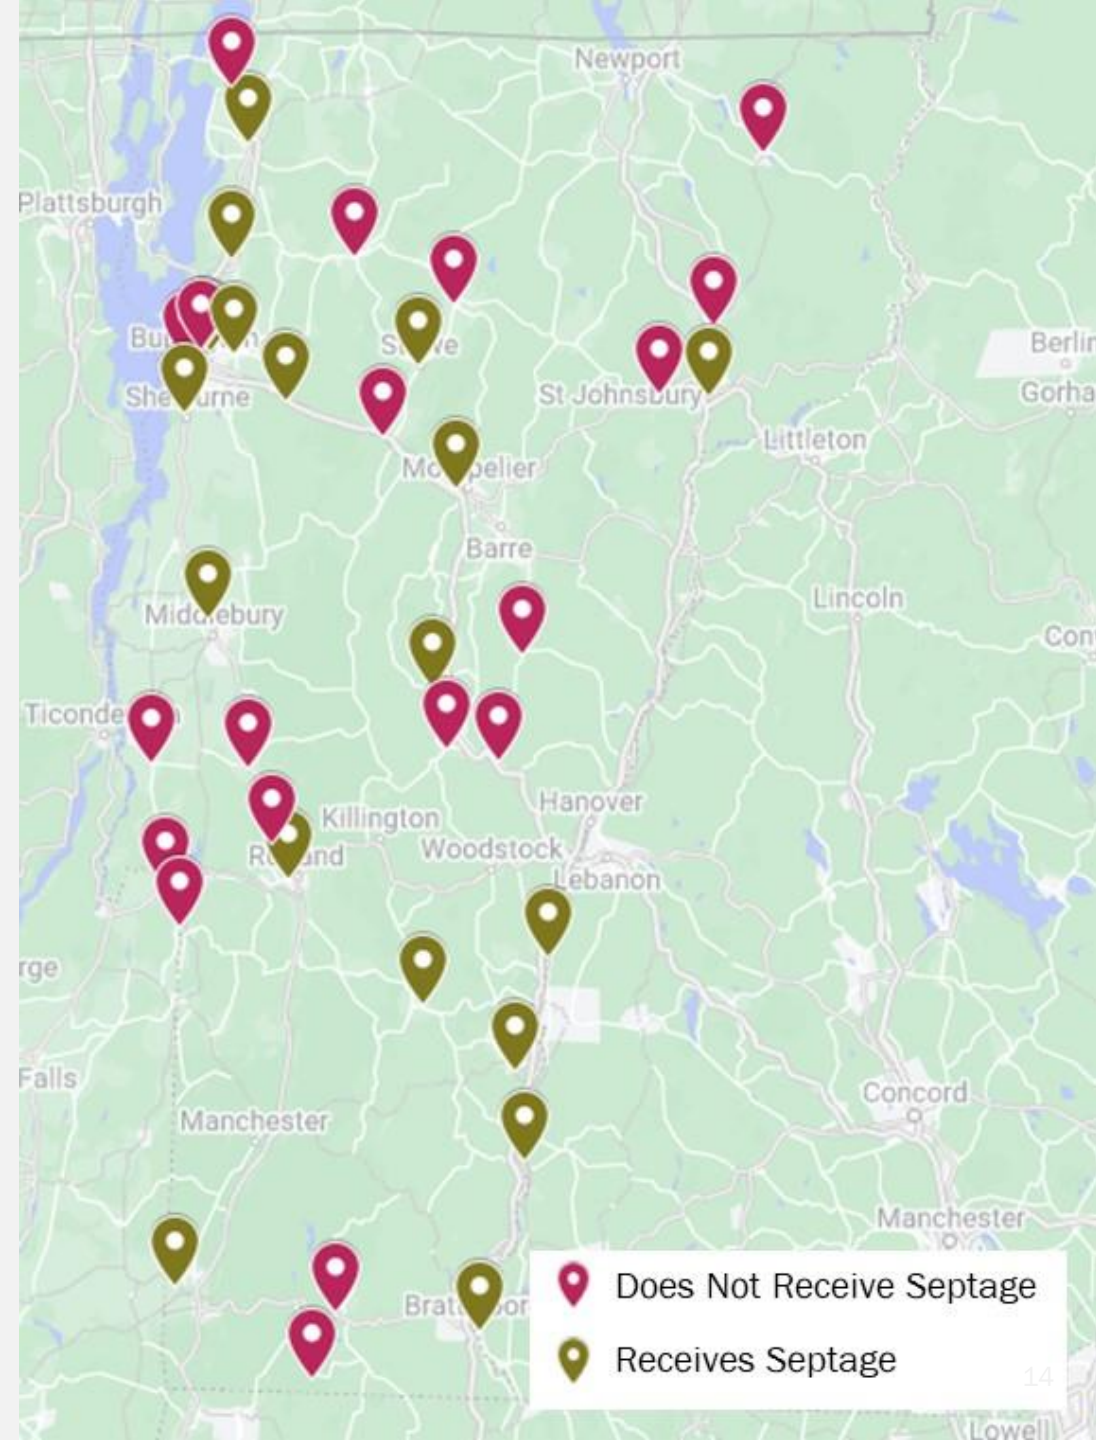 Newport
Plattsburgh
Berlin
Gorha
St Johnsbury
Littleton
Barre
Lincoln
Middlebury
Con
Hanover
Killington
Woodstock
Lebanon
rge
Falls
Concord
Manchester
Manchester
Does Not Receive Septage
Receives Septage
14
Lowell